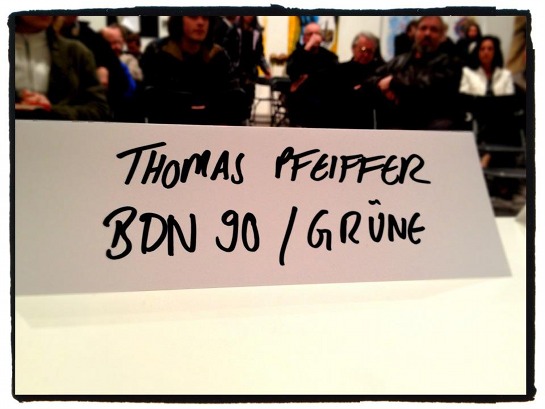 THOMAS PFEIFFER
BDN 90 / GRÜNE